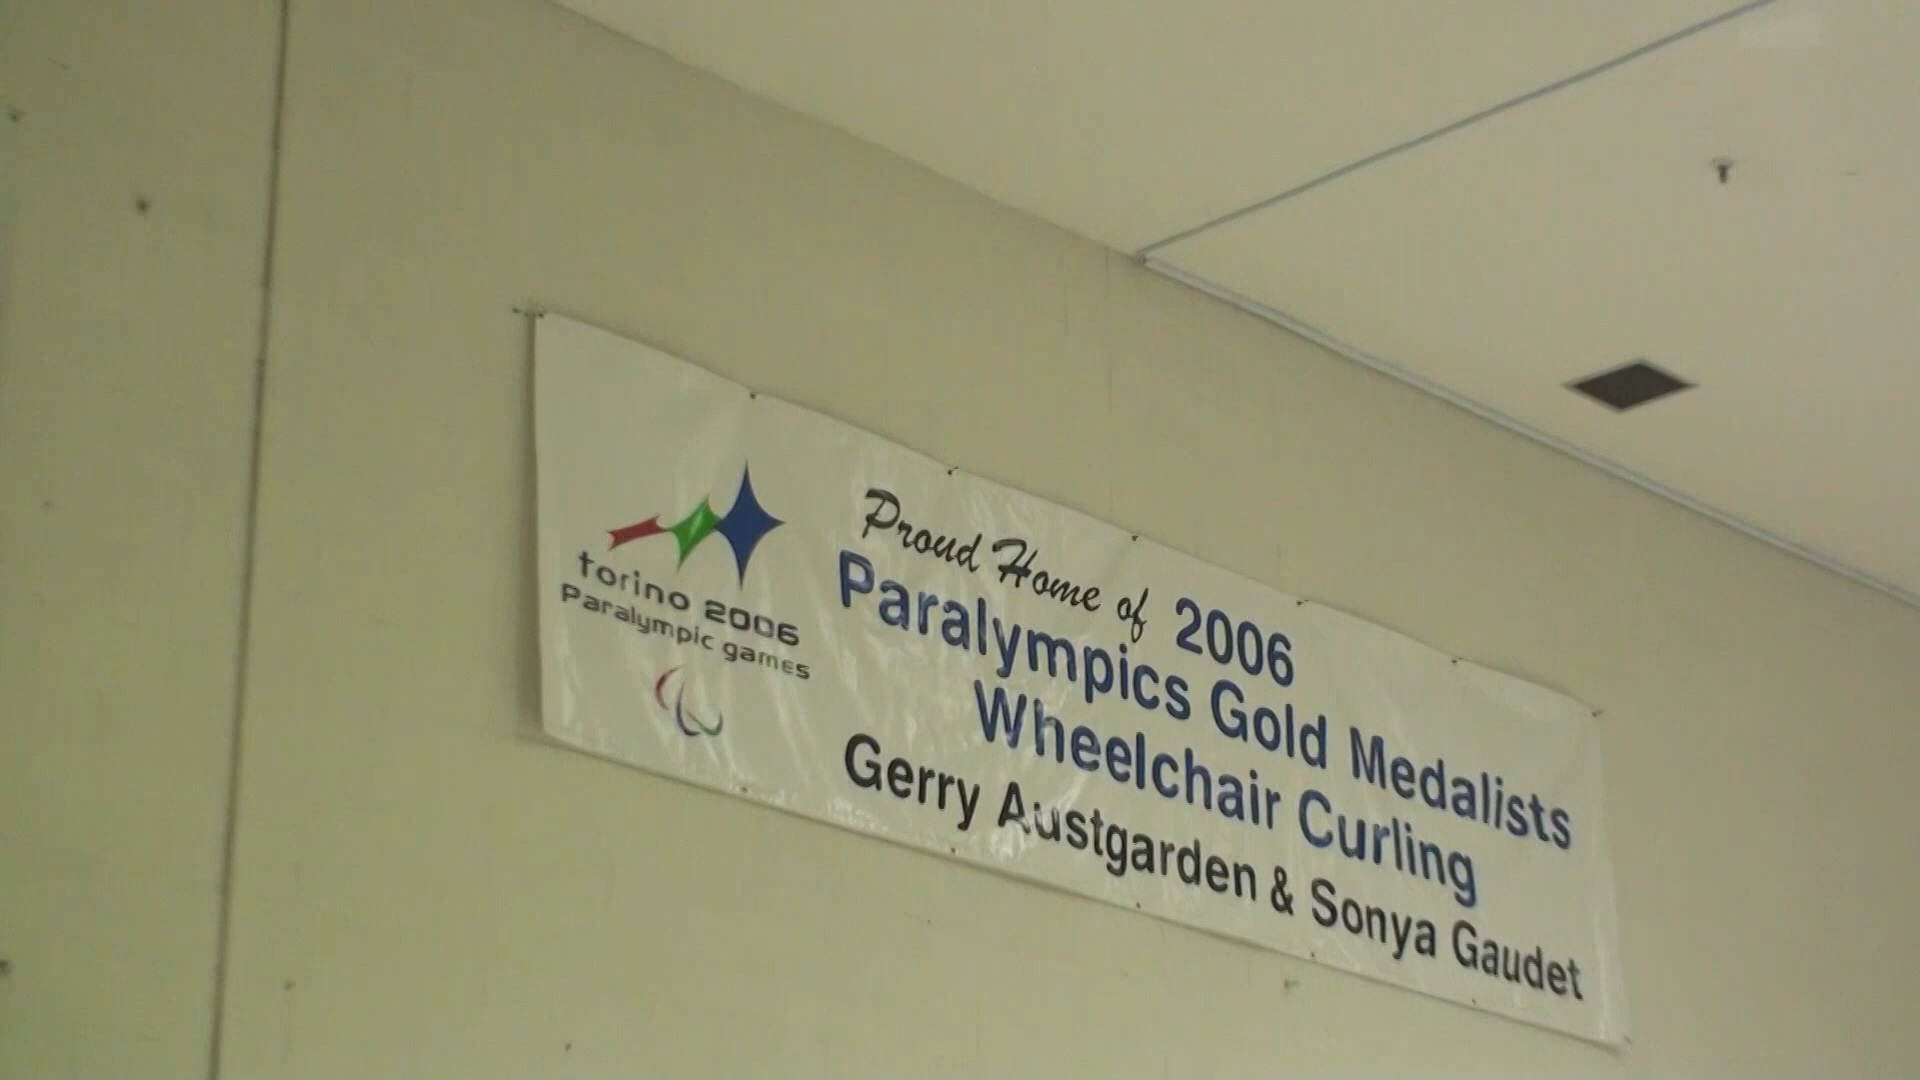 torino 2006
Paralympic games
Proud Home of 2006
Paralympics Gold Medalists
Wheelchair Curling
Gerry Austgarden & Sonya Gaudet